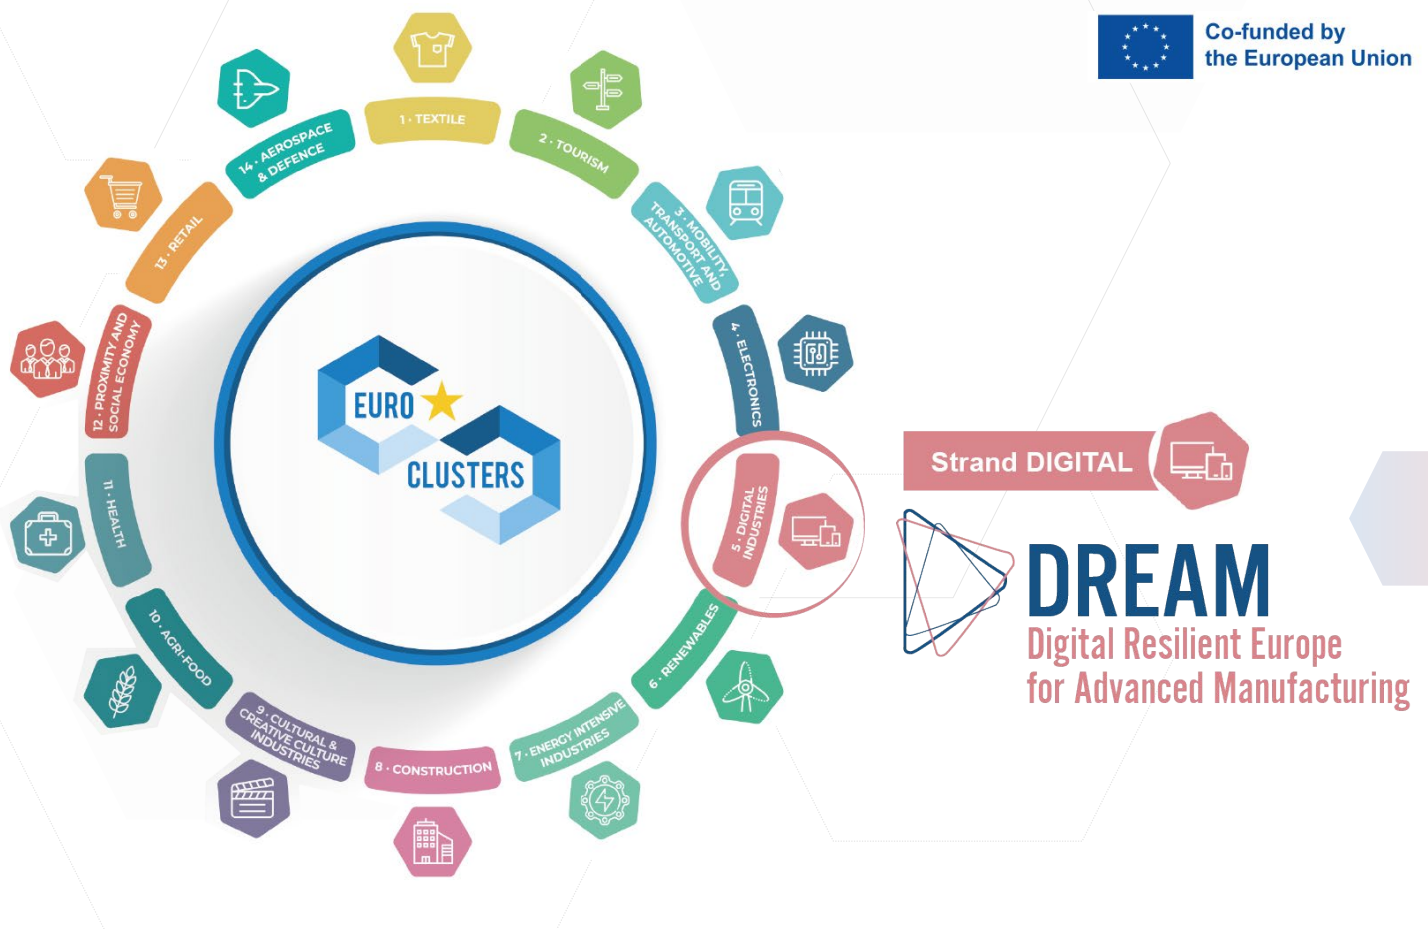 Co-funded by
the European Union
1 · TEXTILE
2 · TOURISM
3 · MOBILITY,
TRANSPORT AND
AUTOMOTIVE
4 · ELECTRONICS
5 · DIGITAL
INDUSTRIES
6 · RENEWABLES
7 · ENERGY INTENSIVE
INDUSTRIES
8 · CONSTRUCTION
9 · CULTURAL &
CREATIVE CULTURE
INDUSTRIES
10 · AGRI-FOOD
11 · HEALTH
12 · PROXIMITY AND
SOCIAL ECONOMY
13 · RETAIL
14 · AEROSPACE
& DEFENCE
EURO
CLUSTERS
Strand DIGITAL
DREAM
Digital Resilient Europe
for Advanced Manufacturing